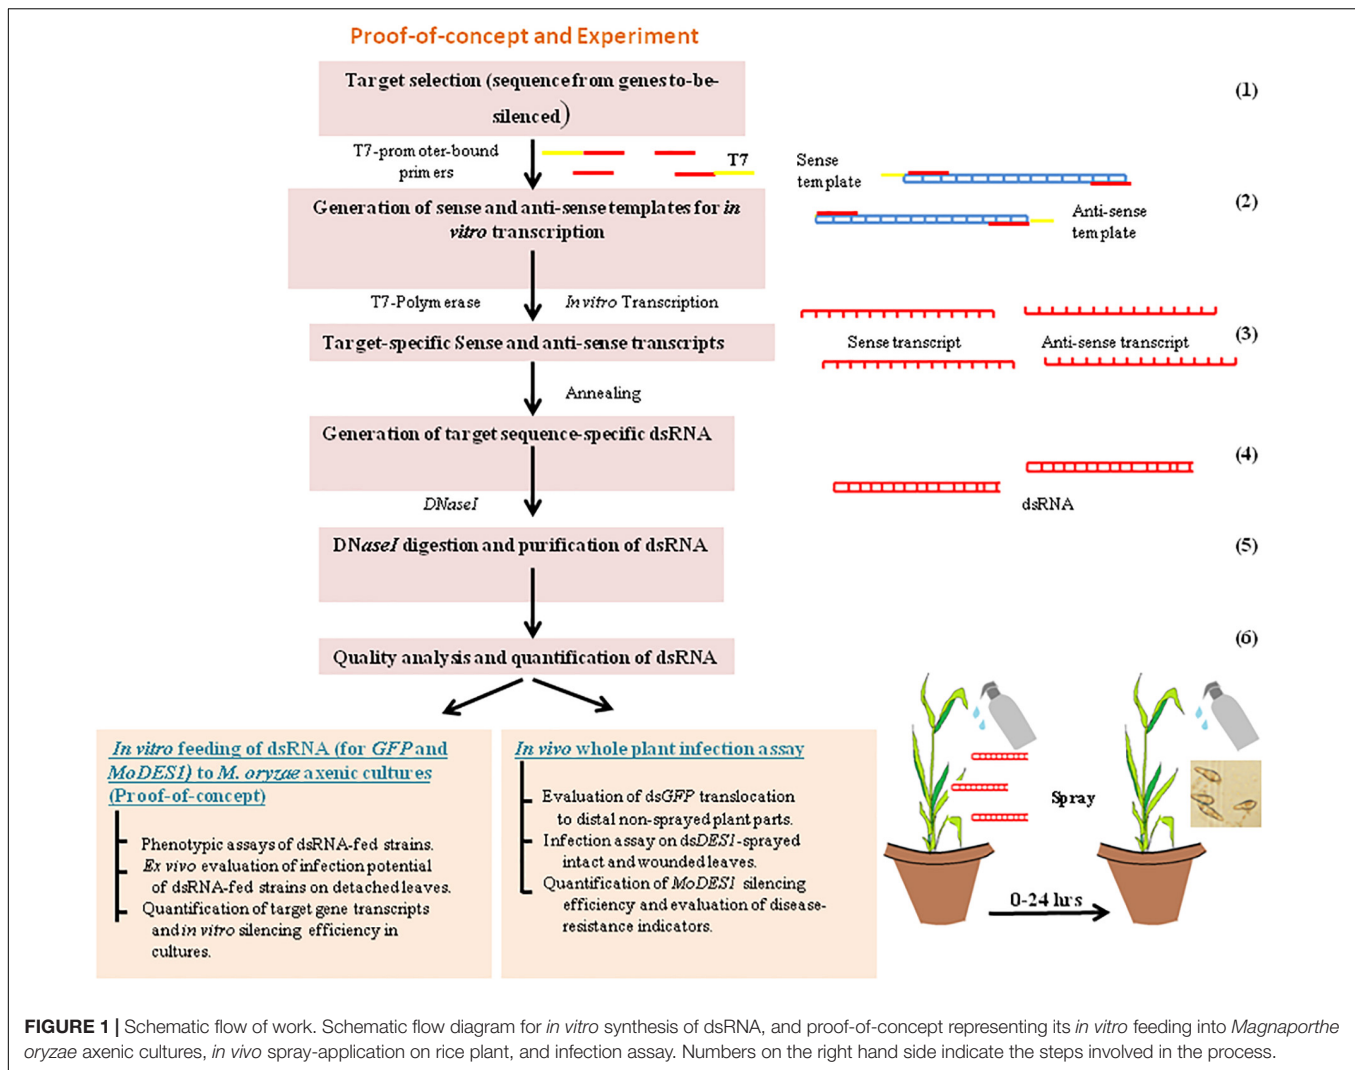 Proof-of-concept and Experiment
Target selection (sequence from genes to-be-
silenced)
(1)
T7-promoter-bound
primers
T7
Sense
template
Generation of sense and anti-sense templates for in
vitro transcription
(2)
Anti-sense
template
T7-Polymerase
In vitro Transcription
Target-specific Sense and anti-sense transcripts
Sense transcript
Anti-sense transcript
(3)
Annealing
Generation of target sequence-specific dsRNA
(4)
dsRNA
DNaseI
DNaseI digestion and purification of dsRNA
(5)
Quality analysis and quantification of dsRNA
(6)
In vitro feeding of dsRNA (for GFP and
MoDES1) to M. oryzae axenic cultures
(Proof-of-concept)
Phenotypic assays of dsRNA-fed strains.
Ex vivo evaluation of infection potential
of dsRNA-fed strains on detached leaves.
Quantification of target gene transcripts
and in vitro silencing efficiency in
cultures.
In vivo whole plant infection assay
Evaluation of dsGFP translocation
to distal non-sprayed plant parts.
Infection assay on dsDES1-sprayed
intact and wounded leaves.
Quantification of MoDES1 silencing
efficiency and evaluation of disease-
resistance indicators.
Spray
0-24 hrs
FIGURE 1 | Schematic flow of work. Schematic flow diagram for in vitro synthesis of dsRNA, and proof-of-concept representing its in vitro feeding into Magnaporthe
oryzae axenic cultures, in vivo spray-application on rice plant, and infection assay. Numbers on the right hand side indicate the steps involved in the process.